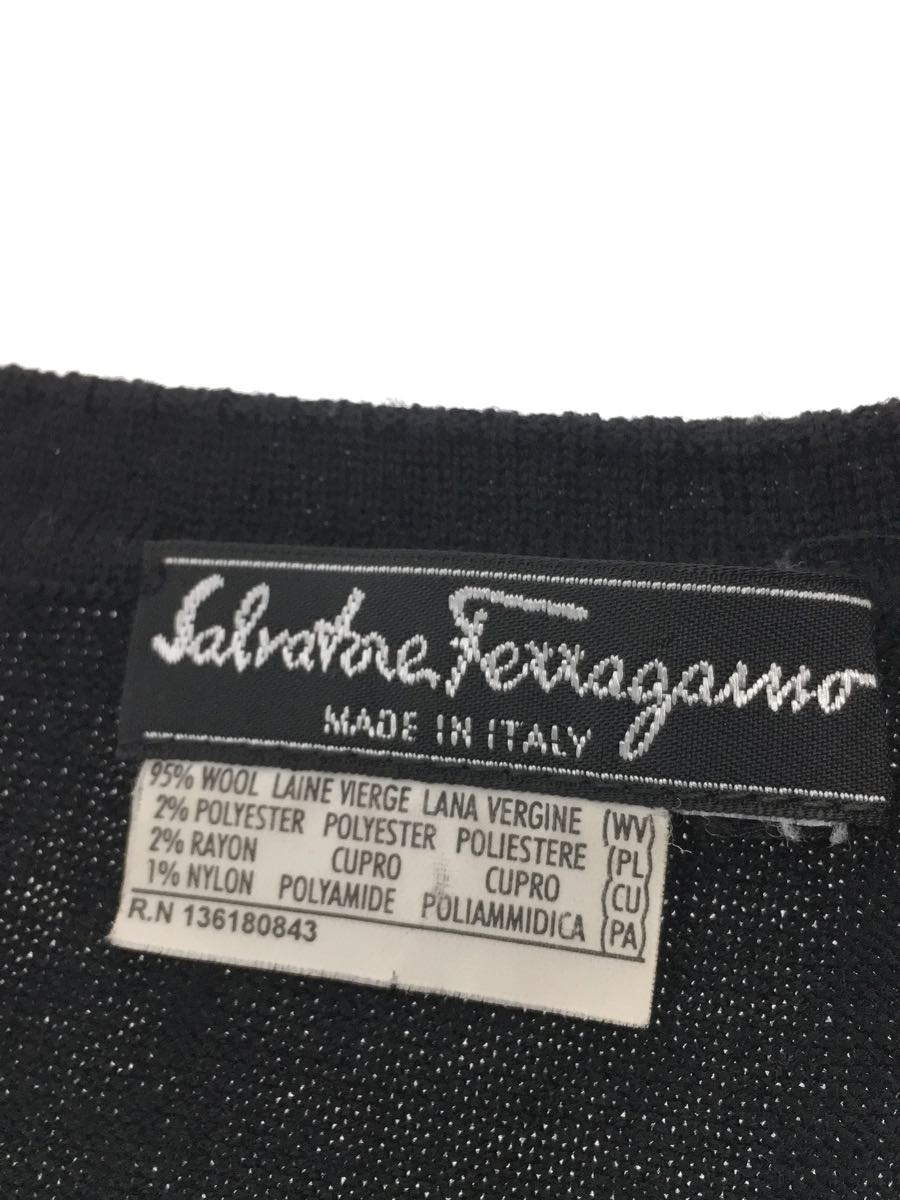 Salvatore Ferragamo
MADE IN ITALY
95% WOOL LAINE VIERGE LANA VERGINE (WV)
2% POLYESTER POLYESTER POLIESTERE (PL)
2% RAYON CUPRO CUPRO (CU)
1% NYLON POLYAMIDE POLIAMMIDICA (PA)
R.N 136180843